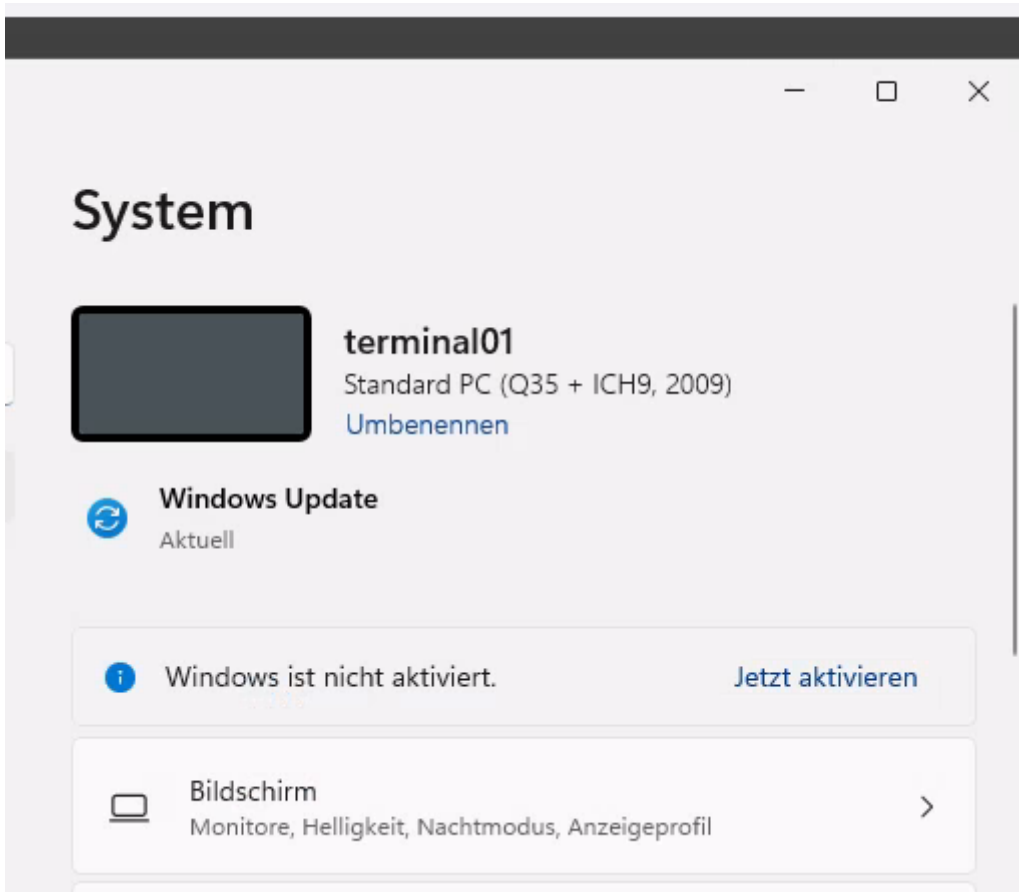 System
terminal01
Standard PC (Q35 + ICH9, 2009)
Umbenennen
Windows Update
Aktuell
Windows ist nicht aktiviert.
Jetzt aktivieren
Bildschirm
Monitore, Helligkeit, Nachtmodus, Anzeigeprofil